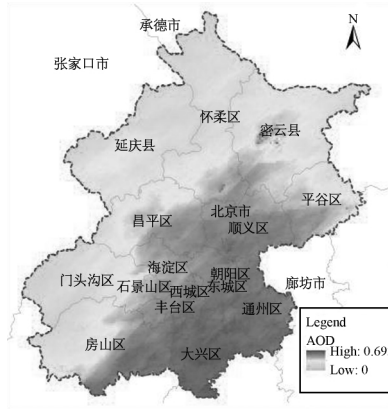 承德市
N
张家口市
怀柔区
密云县
延庆县
平谷区
昌平区
北京市
顺义区
门头沟区
海淀区
朝阳区
石景山区
西城区
东城区
廊坊市
丰台区
通州区
房山区
大兴区
Legend
AOD
High: 0.69
Low: 0